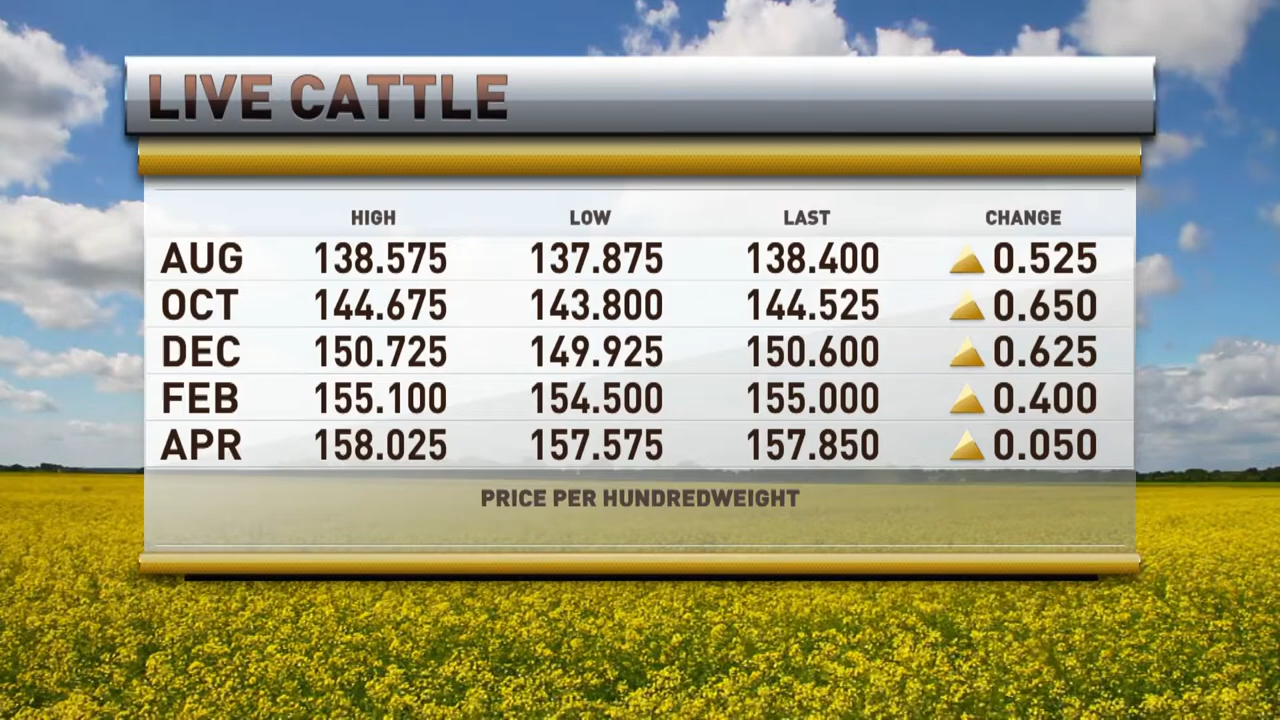 LIVE CATTLE
HIGH LOW LAST CHANGE
AUG 138.575 137.875 138.400 0.525
OCT 144.675 143.800 144.525 0.650
DEC 150.725 149.925 150.600 0.625
FEB 155.100 154.500 155.000 0.400
APR 158.025 157.575 157.850 0.050
PRICE PER HUNDREDWEIGHT